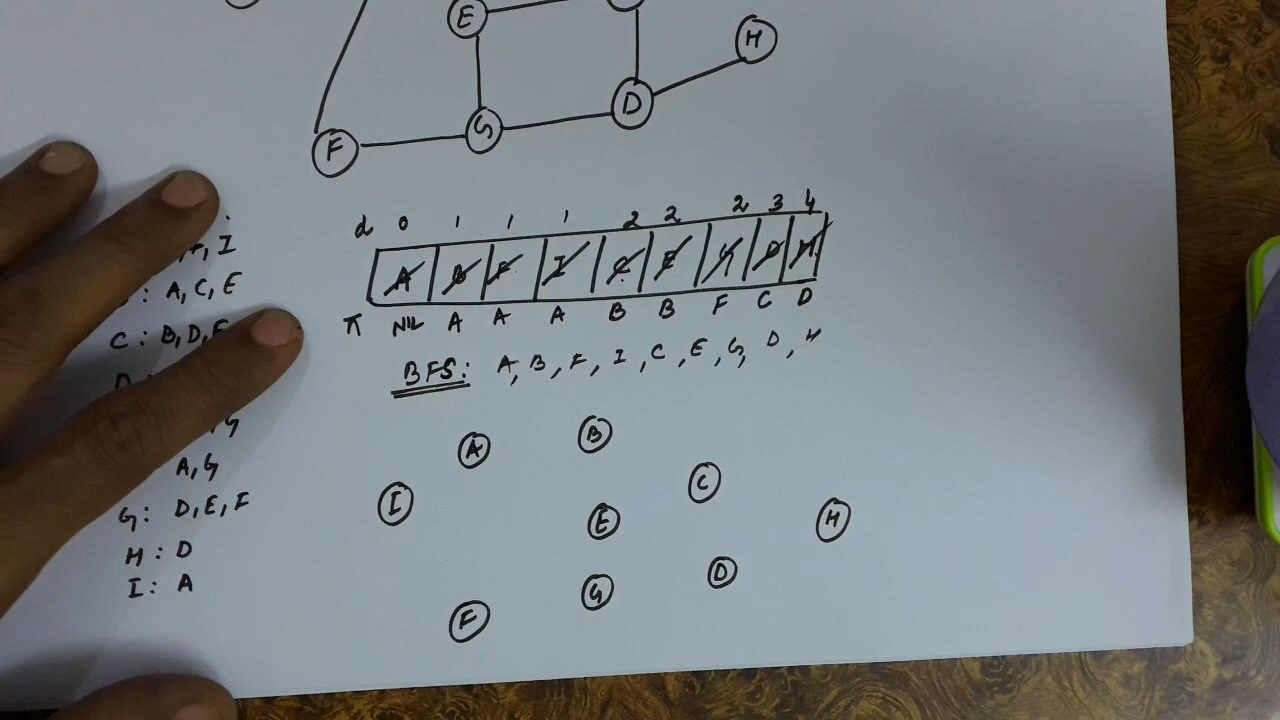 E
H
D
G
F
d 0 1 1 1 2 2 2 3 4
A B F I C E G D H
π NIL A A A B B F C D
BFS: A, B, F, I, C, E, G, D, H
, I
: A, C, E
C: B, D, E
G
A, G
G: D, E, F
H: D
I: A
A B
C
I
E H
G D
F